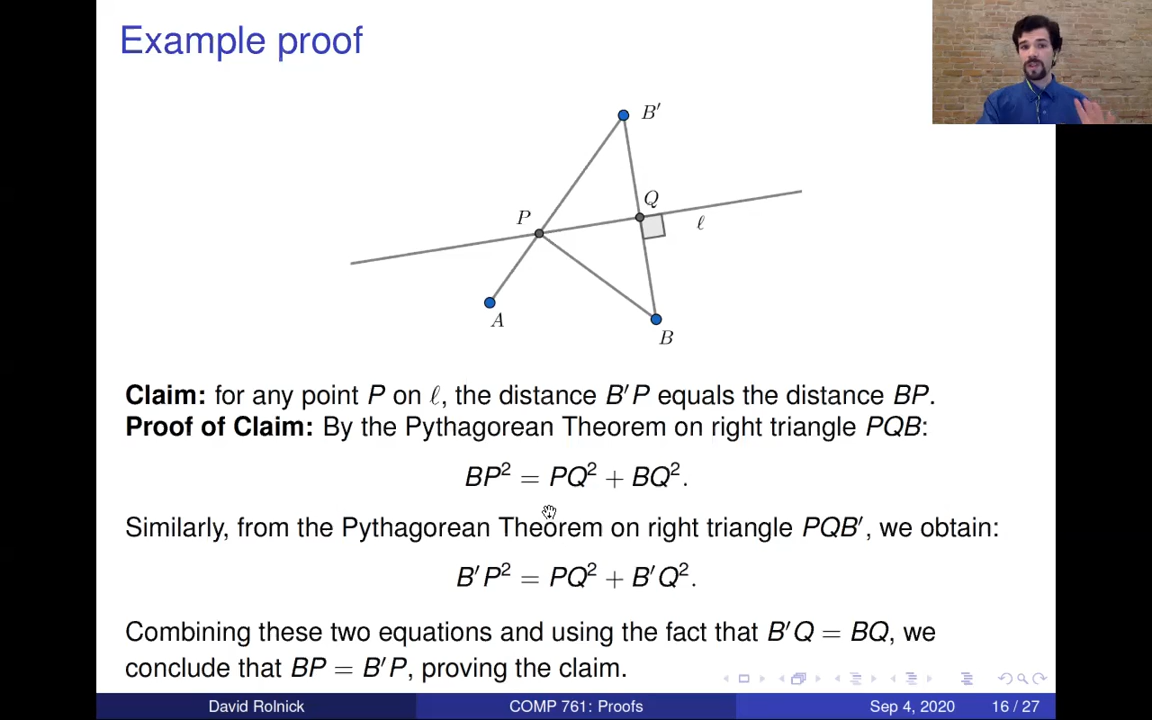 Example proof
B′
Q
P
ℓ
A
B
Claim: for any point P on ℓ, the distance B′P equals the distance BP.
Proof of Claim: By the Pythagorean Theorem on right triangle PQB:
BP² = PQ² + BQ².
Similarly, from the Pythagorean Theorem on right triangle PQB′, we obtain:
B′P² = PQ² + B′Q².
Combining these two equations and using the fact that B′Q = BQ, we
conclude that BP = B′P, proving the claim.
David Rolnick COMP 761: Proofs Sep 4, 2020 16 / 27